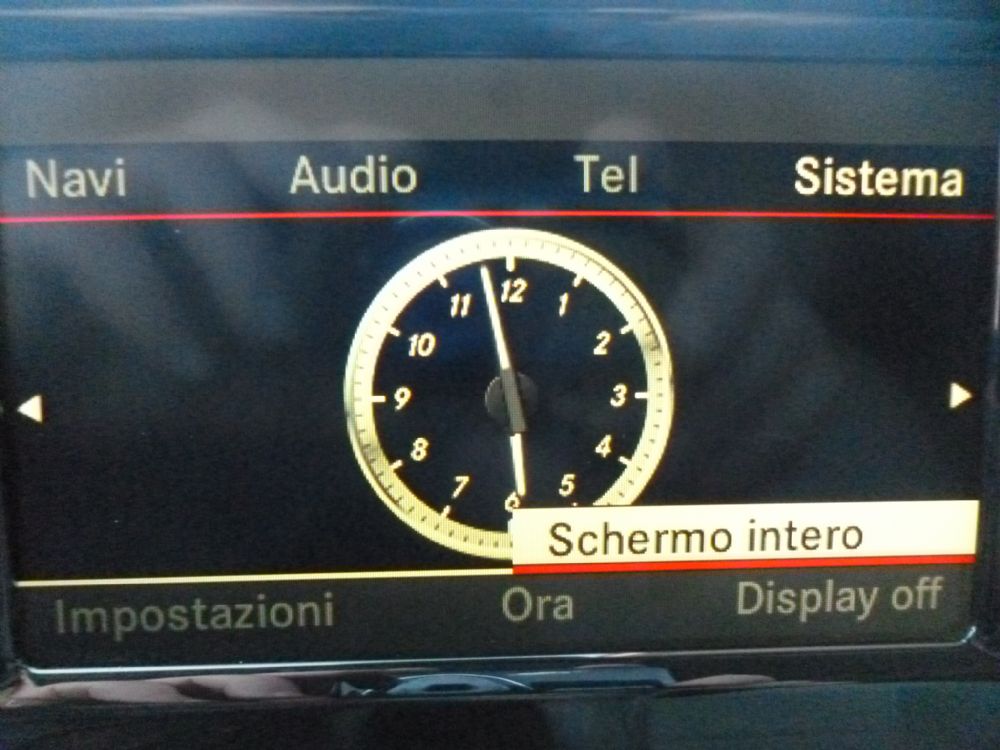 Navi Audio Tel Sistema
12
11 1
10 2
9 3
8 4
7 5
6
Schermo intero
Impostazioni Ora Display off